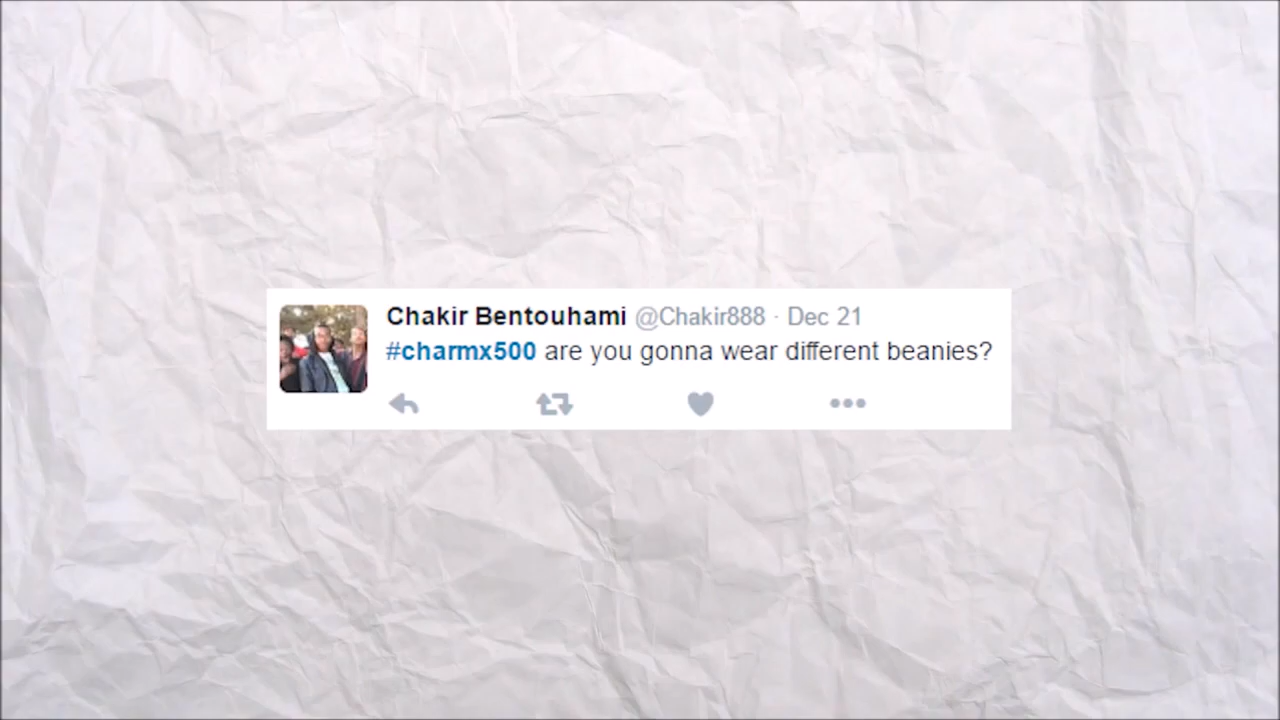 Chakir Bentouhami @Chakir888 · Dec 21
#charmx500 are you gonna wear different beanies?